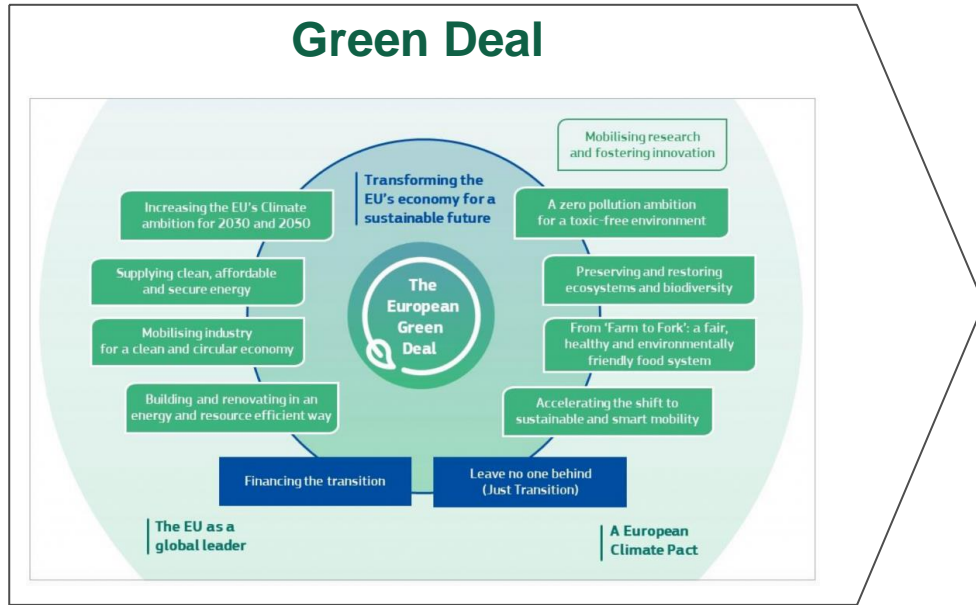 Green Deal
Mobilising research
and fostering innovation
Transforming the
EU's economy for a
sustainable future
Increasing the EU's Climate
ambition for 2030 and 2050
A zero pollution ambition
for a toxic-free environment
Supplying clean, affordable
and secure energy
Preserving and restoring
ecosystems and biodiversity
The
European
Green
Deal
Mobilising industry
for a clean and circular economy
From 'Farm to Fork': a fair,
healthy and environmentally
friendly food system
Building and renovating in an
energy and resource efficient way
Accelerating the shift to
sustainable and smart mobility
Financing the transition
Leave no one behind
(Just Transition)
The EU as a
global leader
A European
Climate Pact